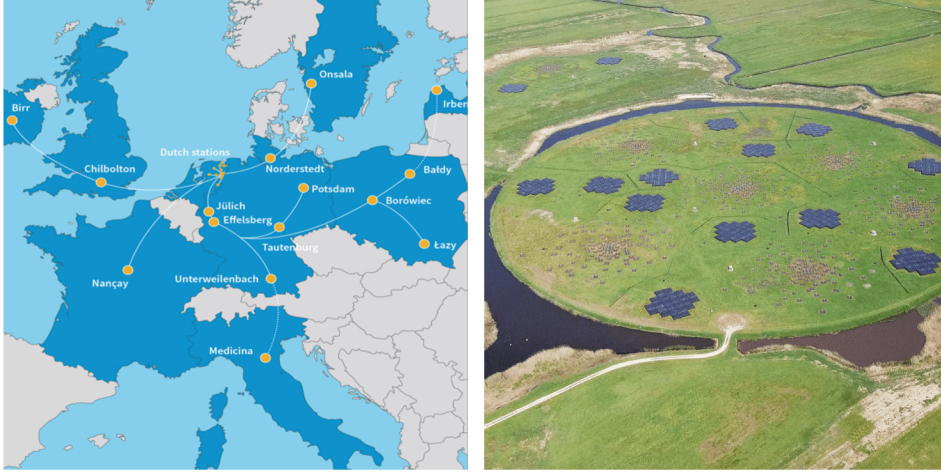 Onsala
Birr
Irben
Dutch stations
Chilbolton
Norderstedt
Bałdy
Potsdam
Borówiec
Jülich
Effelsberg
Tautenburg
Łazy
Nançay
Unterweilenbach
Medicina